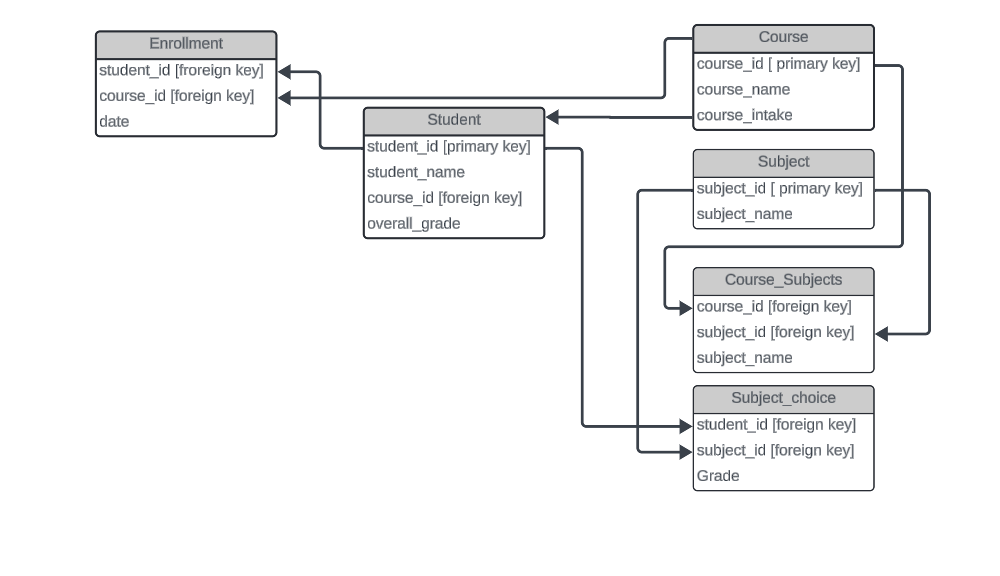 Enrollment
student_id [froreign key]
course_id [foreign key]
date
Student
student_id [primary key]
student_name
course_id [foreign key]
overall_grade
Course
course_id [ primary key]
course_name
course_intake
Subject
subject_id [ primary key]
subject_name
Course_Subjects
course_id [foreign key]
subject_id [foreign key]
subject_name
Subject_choice
student_id [foreign key]
subject_id [foreign key]
Grade